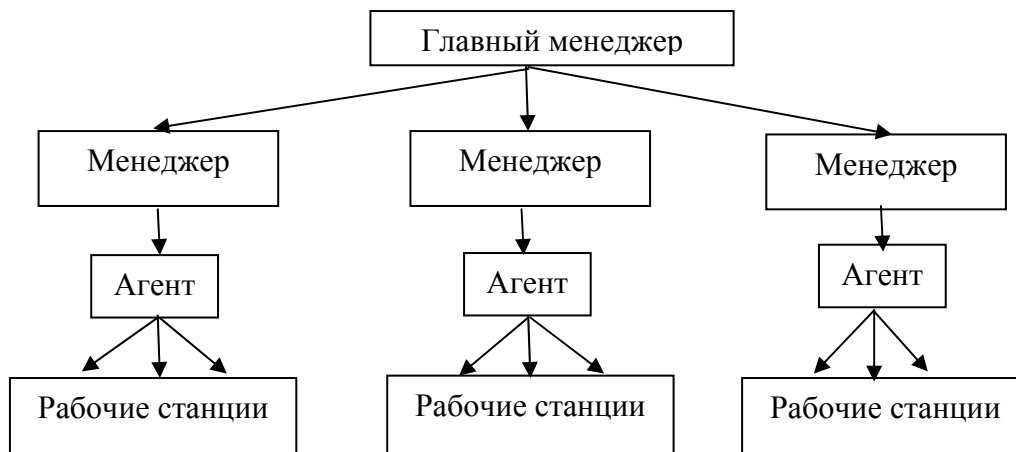 Главный менеджер
Менеджер
Менеджер
Менеджер
Агент
Агент
Агент
Рабочие станции
Рабочие станции
Рабочие станции